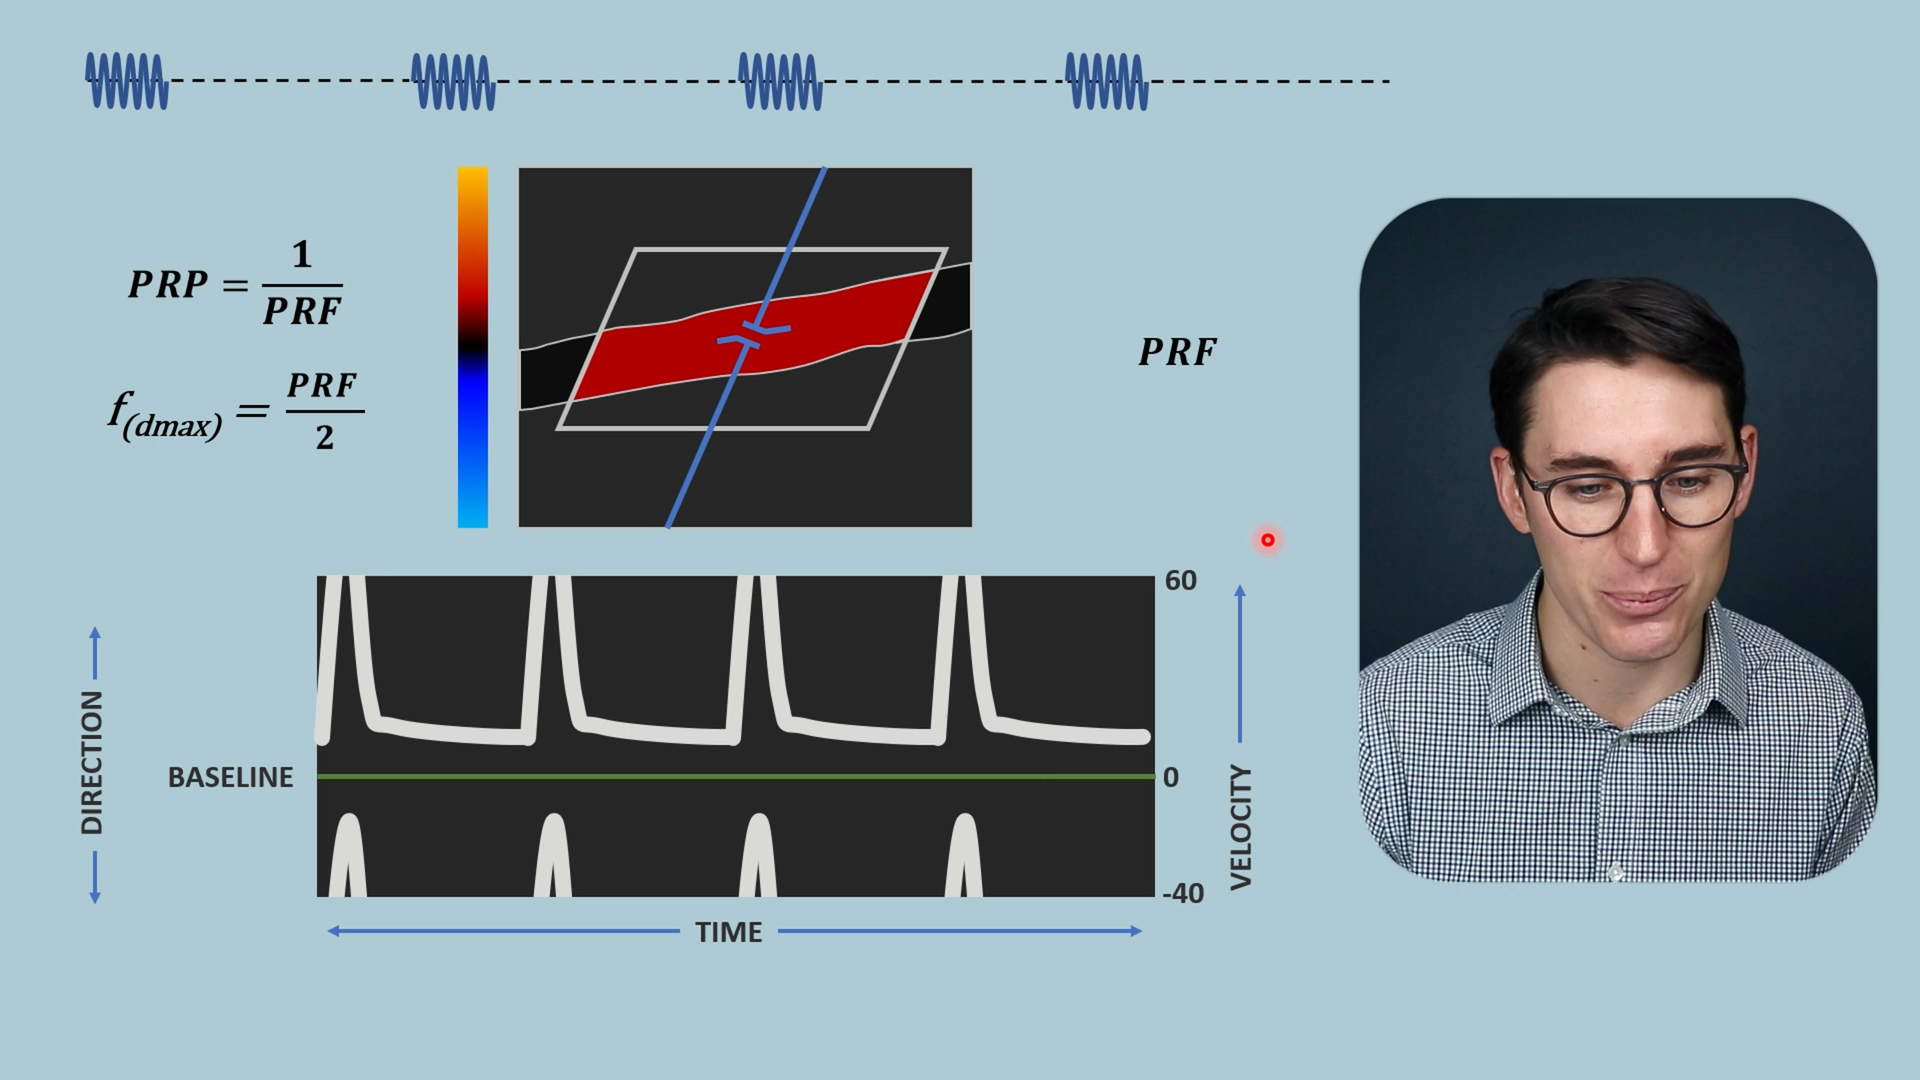 PRP = 1/PRF
f(dmax) = PRF/2
PRF
60
DIRECTION
BASELINE
0
VELOCITY
-40
TIME